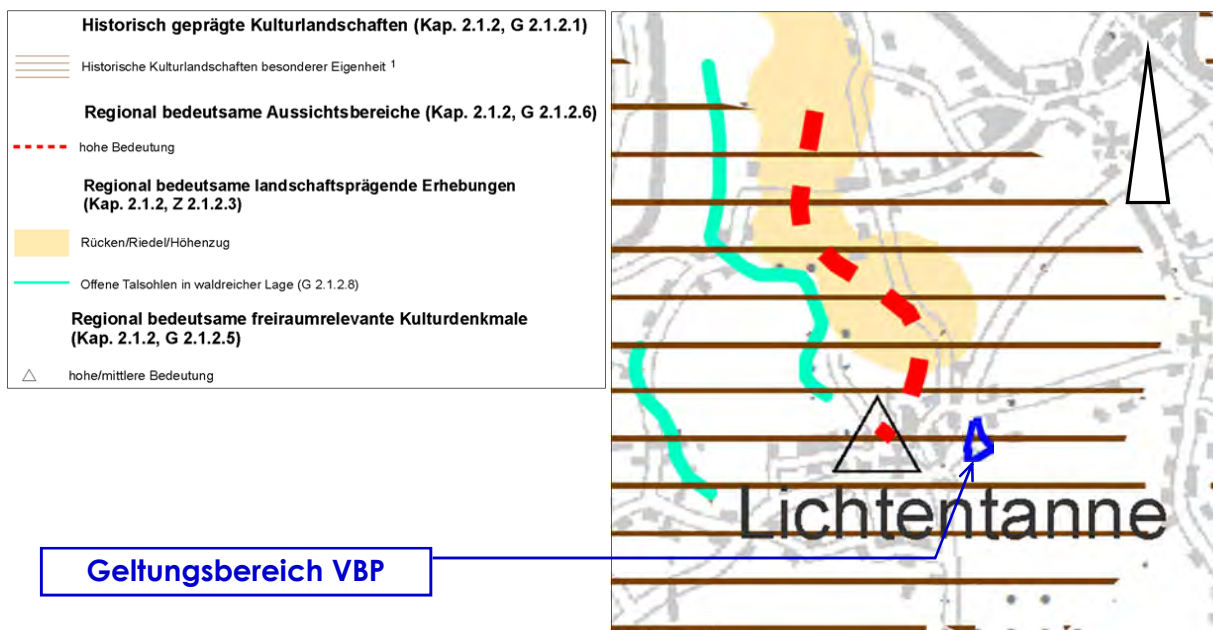 Historisch geprägte Kulturlandschaften (Kap. 2.1.2, G 2.1.2.1)
Historische Kulturlandschaften besonderer Eigenheit ¹
Regional bedeutsame Aussichtsbereiche (Kap. 2.1.2, G 2.1.2.6)
hohe Bedeutung
Regional bedeutsame landschaftsprägende Erhebungen
(Kap. 2.1.2, Z 2.1.2.3)
Rücken/Riedel/Höhenzug
Offene Talsohlen in waldreicher Lage (G 2.1.2.8)
Regional bedeutsame freiraumrelevante Kulturdenkmale
(Kap. 2.1.2, G 2.1.2.5)
hohe/mittlere Bedeutung
Lichtentanne
Geltungsbereich VBP